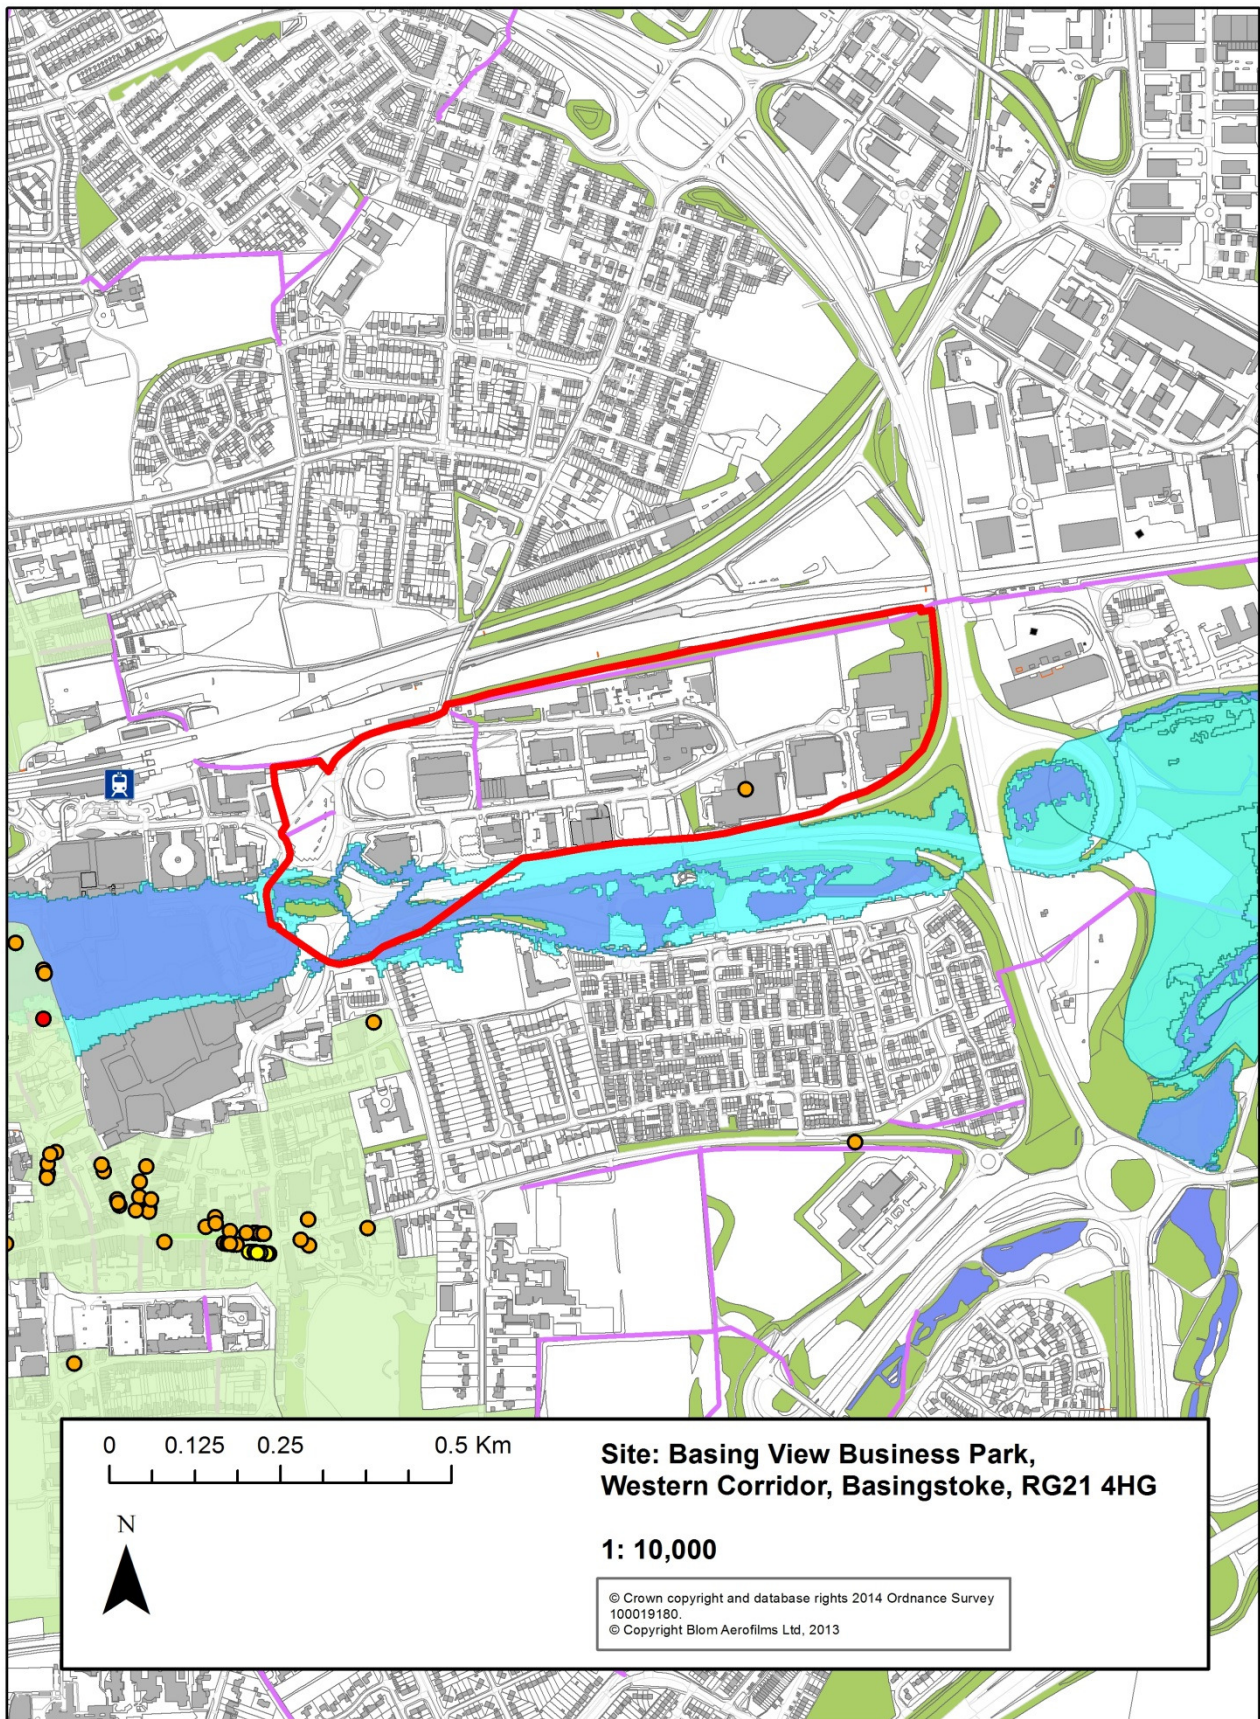 0 0.125 0.25 0.5 Km
N
Site: Basing View Business Park,
Western Corridor, Basingstoke, RG21 4HG
1: 10,000
© Crown copyright and database rights 2014 Ordnance Survey
100019180.
© Copyright Blom Aerofilms Ltd, 2013